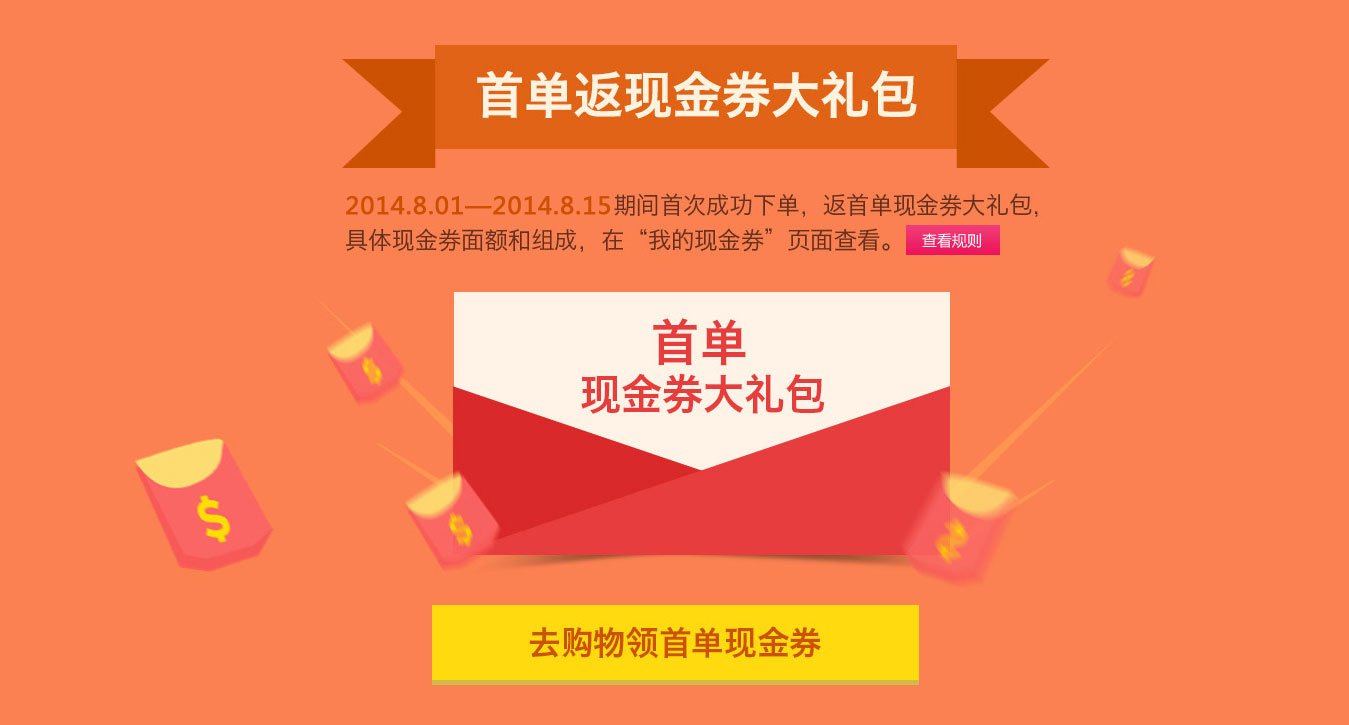 首单返现金券大礼包
2014.8.01—2014.8.15期间首次成功下单，返首单现金券大礼包，
具体现金券面额和组成，在“我的现金券”页面查看。 查看规则
首单
现金券大礼包
$
$
$
$
$
去购物领首单现金券